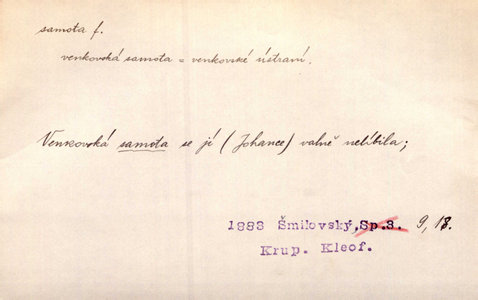 samota f.
venkovská samota = venkovské ústraní.
Venkovská samota se jí (Johance) valně nelíbila;
1883 Šmilovský, Sp.3. 9, 18.
Krup. Kleof.